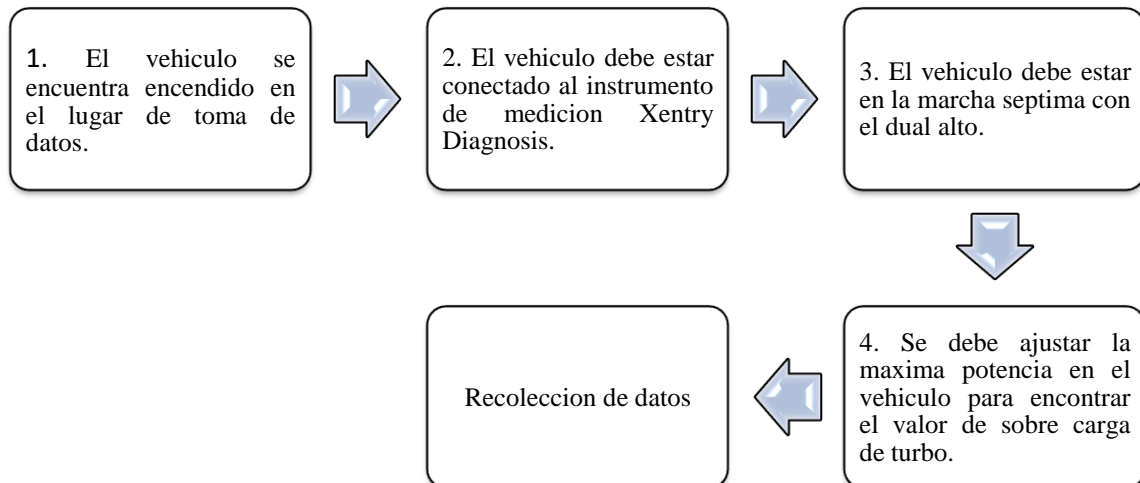 1. El vehiculo se
encuentra encendido en
el lugar de toma de
datos.
2. El vehiculo debe estar
conectado al instrumento
de medicion Xentry
Diagnosis.
3. El vehiculo debe estar
en la marcha septima con
el dual alto.
4. Se debe ajustar la
maxima potencia en el
vehiculo para encontrar
el valor de sobre carga
de turbo.
Recoleccion de datos